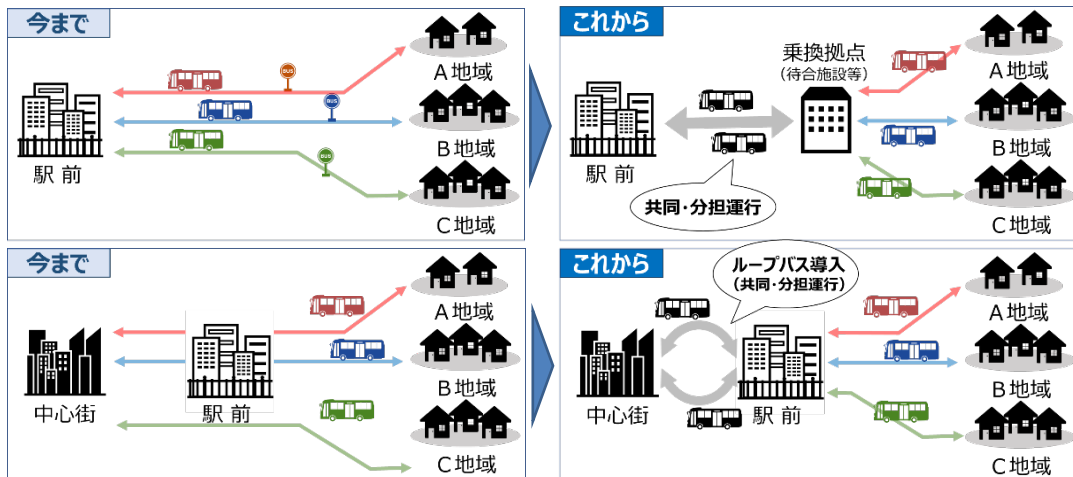 今まで
BUS
BUS
BUS
駅前
A地域
B地域
C地域
これから
乗換拠点
(待合施設等)
駅前
共同・分担運行
A地域
B地域
C地域
今まで
中心街
駅前
A地域
B地域
C地域
これから
ループバス導入
(共同・分担運行)
中心街
駅前
A地域
B地域
C地域